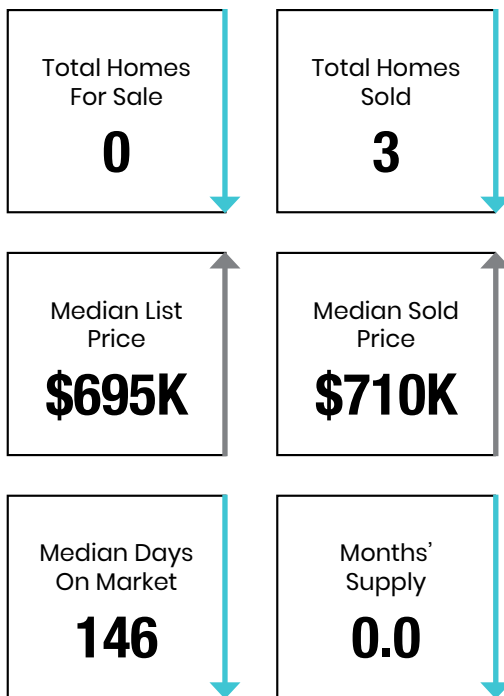 Total Homes
For Sale
0
Total Homes
Sold
3
Median List
Price
$695K
Median Sold
Price
$710K
Median Days
On Market
146
Months’
Supply
0.0